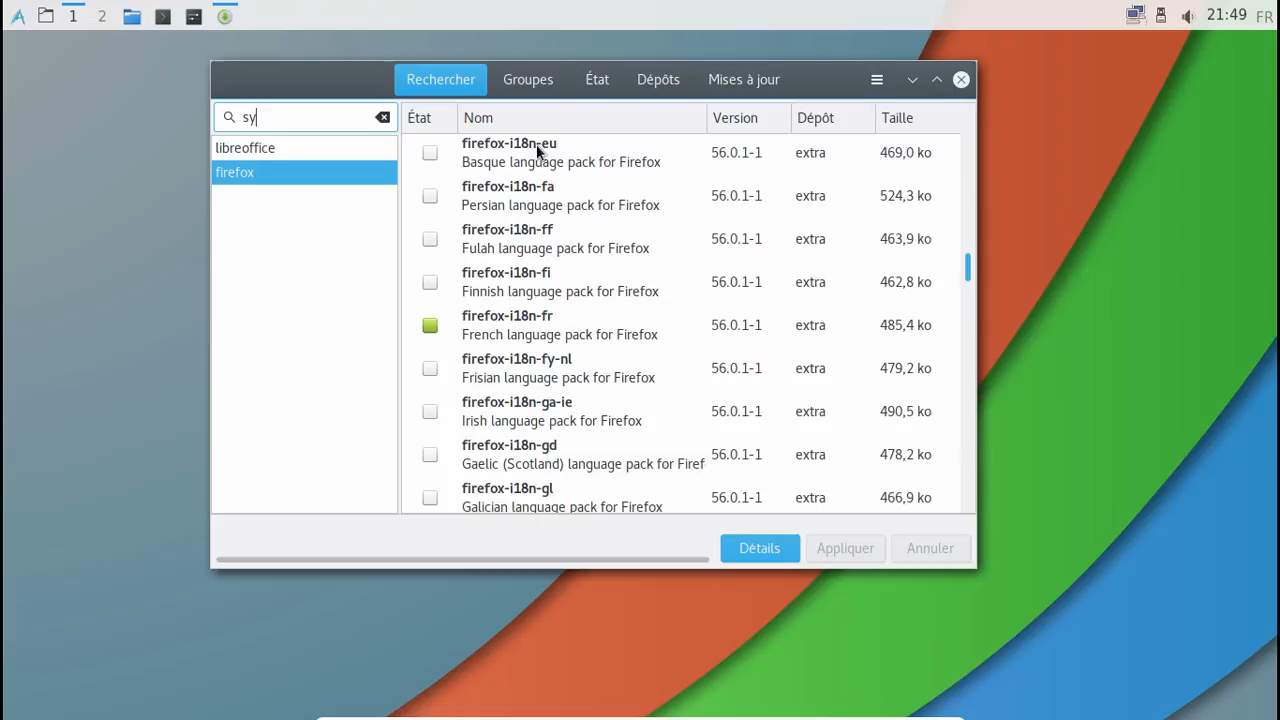 1 2 21:49 FR
Rechercher Groupes État Dépôts Mises à jour
sy
État Nom Version Dépôt Taille
libreoffice
firefox
firefox-i18n-eu
Basque language pack for Firefox
56.0.1-1 extra 469,0 ko
firefox-i18n-fa
Persian language pack for Firefox
56.0.1-1 extra 524,3 ko
firefox-i18n-ff
Fulah language pack for Firefox
56.0.1-1 extra 463,9 ko
firefox-i18n-fi
Finnish language pack for Firefox
56.0.1-1 extra 462,8 ko
firefox-i18n-fr
French language pack for Firefox
56.0.1-1 extra 485,4 ko
firefox-i18n-fy-nl
Frisian language pack for Firefox
56.0.1-1 extra 479,2 ko
firefox-i18n-ga-ie
Irish language pack for Firefox
56.0.1-1 extra 490,5 ko
firefox-i18n-gd
Gaelic (Scotland) language pack for Firef
56.0.1-1 extra 478,2 ko
firefox-i18n-gl
Galician language pack for Firefox
56.0.1-1 extra 466,9 ko
Détails Appliquer Annuler